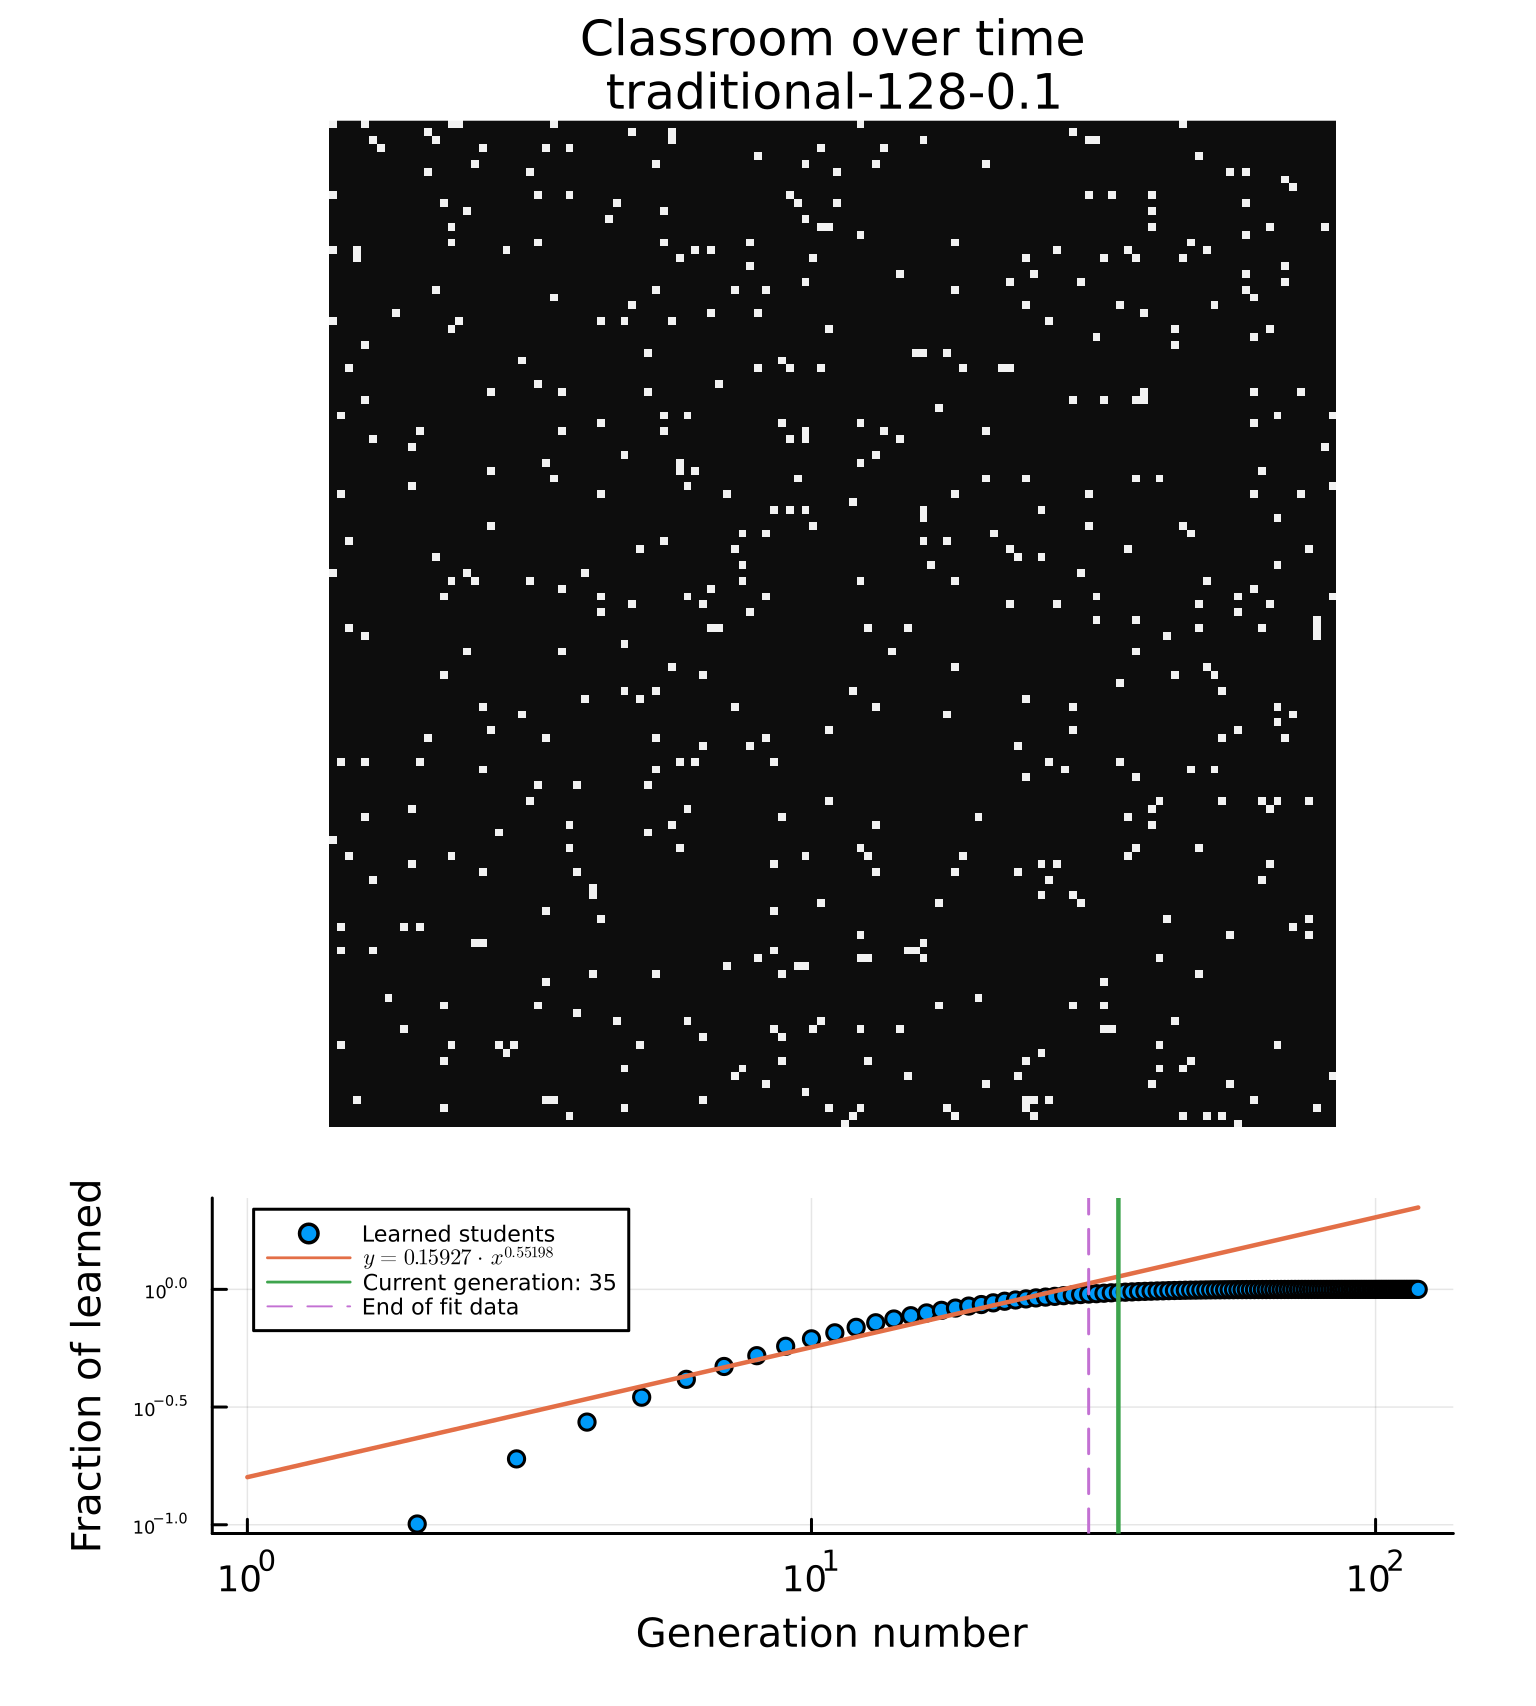 Classroom over time
traditional-128-0.1
Fraction of learned
Learned students
y = 0.15927 · x^0.55198
Current generation: 35
End of fit data
10^0.0
10^−0.5
10^−1.0
10^0 10^1 10^2
Generation number